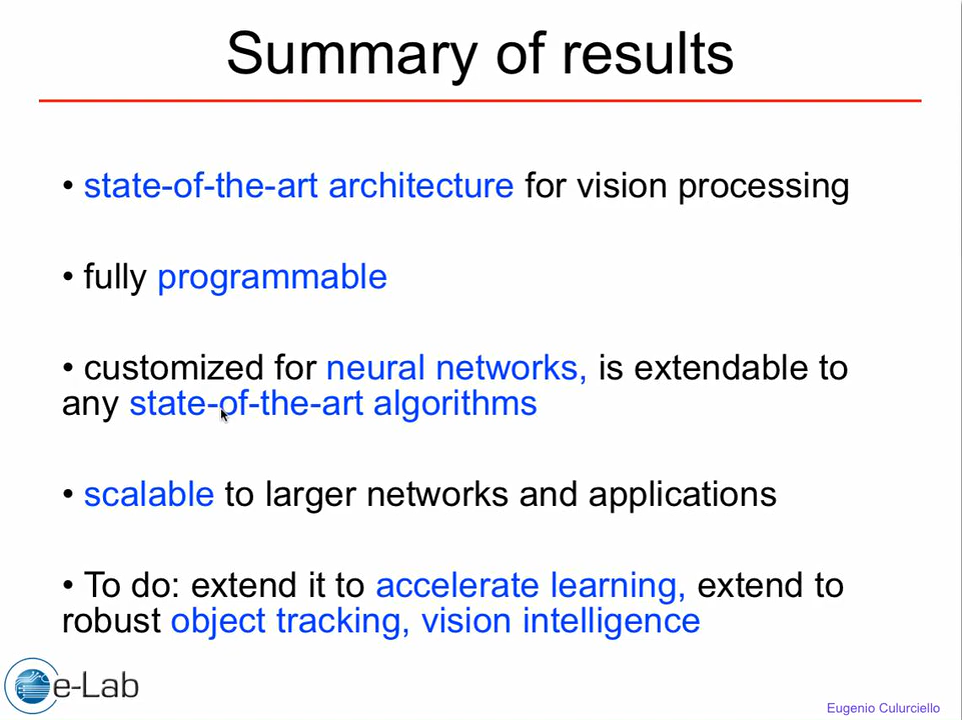 Summary of results
• state-of-the-art architecture for vision processing
• fully programmable
• customized for neural networks, is extendable to
any state-of-the-art algorithms
• scalable to larger networks and applications
• To do: extend it to accelerate learning, extend to
robust object tracking, vision intelligence
e-Lab
Eugenio Culurciello